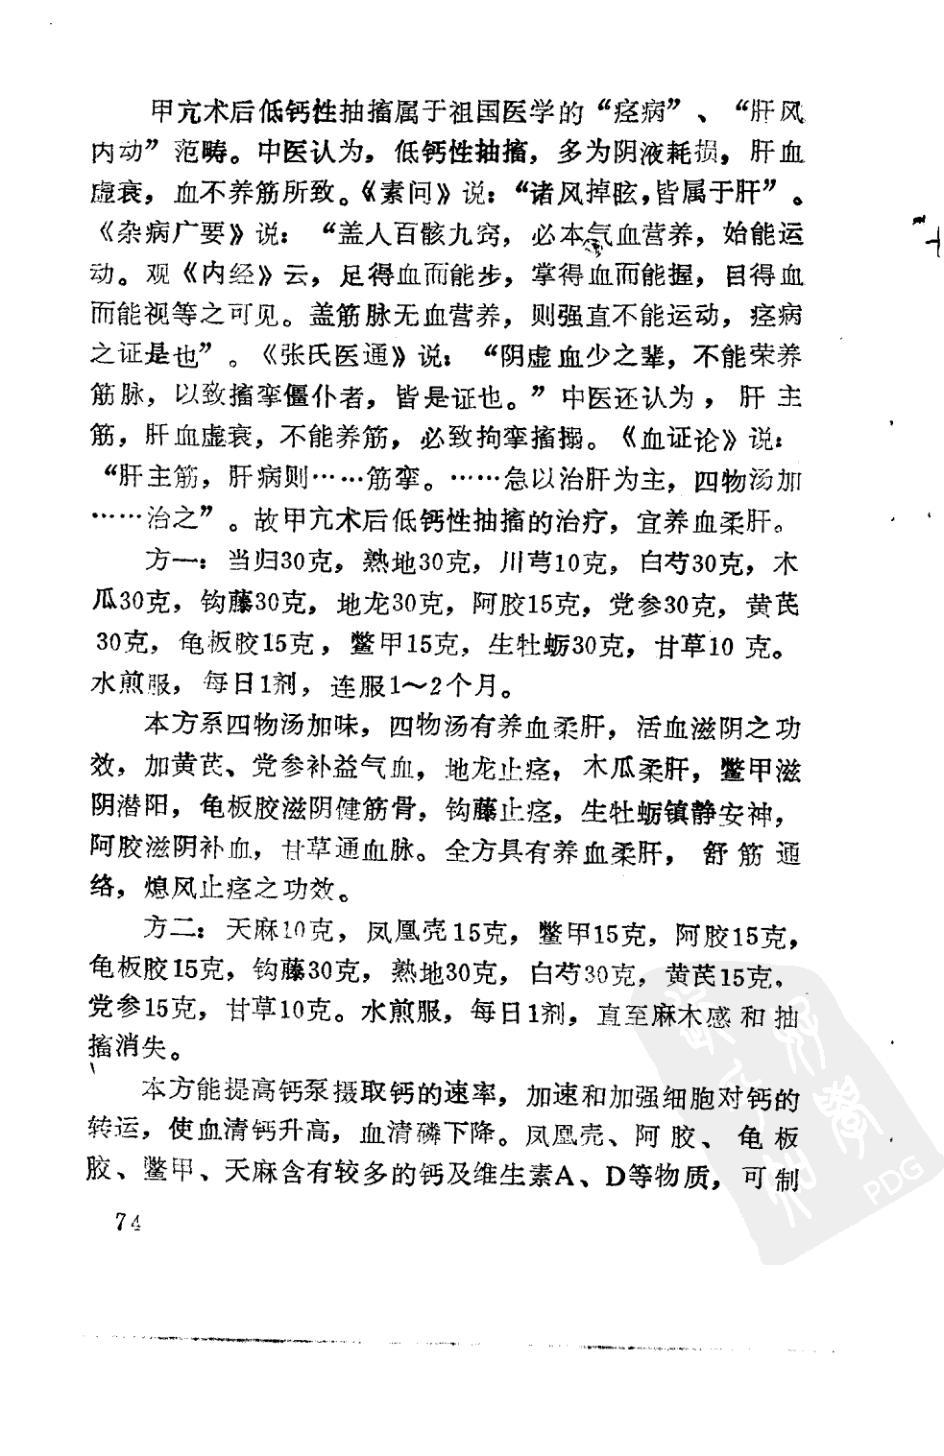 甲亢术后低钙性抽搐属于祖国医学的“痉病”、“肝风
内动”范畴。中医认为，低钙性抽搐，多为阴液耗损，肝血
虚衰，血不养筋所致。《素问》说：“诸风掉眩，皆属于肝”。
《杂病广要》说：“盖人百骸九窍，必本气血营养，始能运
动。观《内经》云，足得血而能步，掌得血而能握，目得血
而能视等之可见。盖筋脉无血营养，则强直不能运动，痉病
之证是也”。《张氏医通》说：“阴虚血少之辈，不能荣养
筋脉，以致搐挛僵仆者，皆是证也。”中医还认为，肝主
筋，肝血虚衰，不能养筋，必致拘挛搐搦。《血证论》说：
“肝主筋，肝病则……筋挛。……急以治肝为主，四物汤加
……治之”。故甲亢术后低钙性抽搐的治疗，宜养血柔肝。
方一：当归30克，熟地30克，川芎10克，白芍30克，木
瓜30克，钩藤30克，地龙30克，阿胶15克，党参30克，黄芪
30克，龟板胶15克，鳖甲15克，生牡蛎30克，甘草10克。
水煎服，每日1剂，连服1～2个月。
本方系四物汤加味，四物汤有养血柔肝，活血滋阴之功
效，加黄芪、党参补益气血，地龙止痉，木瓜柔肝，鳖甲滋
阴潜阳，龟板胶滋阴健筋骨，钩藤止痉，生牡蛎镇静安神，
阿胶滋阴补血，甘草通血脉。全方具有养血柔肝，舒筋通
络，熄风止痉之功效。
方二：天麻10克，凤凰壳15克，鳖甲15克，阿胶15克，
龟板胶15克，钩藤30克，熟地30克，白芍30克，黄芪15克，
党参15克，甘草10克。水煎服，每日1剂，直至麻木感和抽
搐消失。
本方能提高钙泵摄取钙的速率，加速和加强细胞对钙的
转运，使血清钙升高，血清磷下降。凤凰壳、阿胶、龟板
胶、鳖甲、天麻含有较多的钙及维生素A、D等物质，可制
74
PDG